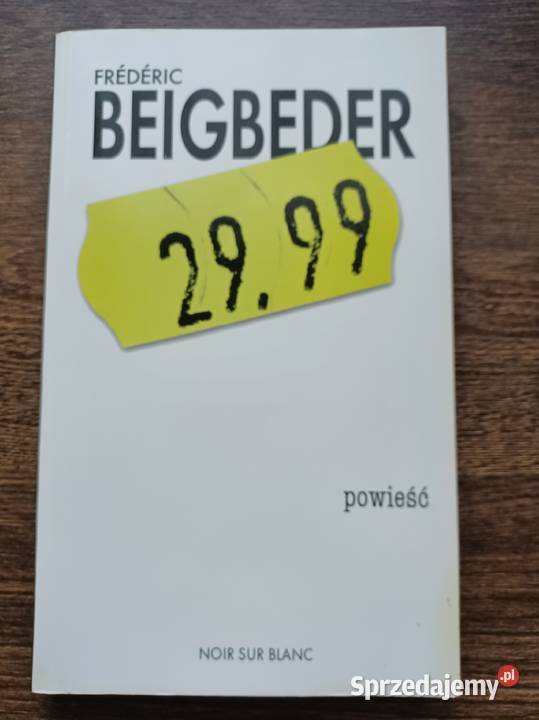 FRÉDÉRIC
BEIGBEDER
29.99
powieść
NOIR SUR BLANC
Sprzedajemy.pl